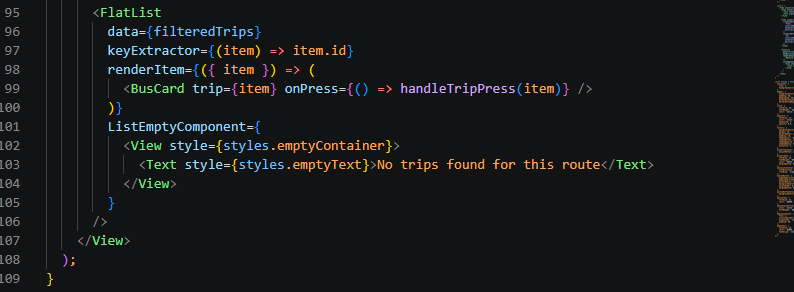 95 <FlatList
96 data={filteredTrips}
97 keyExtractor={(item) => item.id}
98 renderItem={({ item }) => (
99 <BusCard trip={item} onPress={() => handleTripPress(item)} />
100 )}
101 ListEmptyComponent={
102 <View style={styles.emptyContainer}>
103 <Text style={styles.emptyText}>No trips found for this route</Text>
104 </View>
105 }
106 />
107 </View>
108 );
109 }